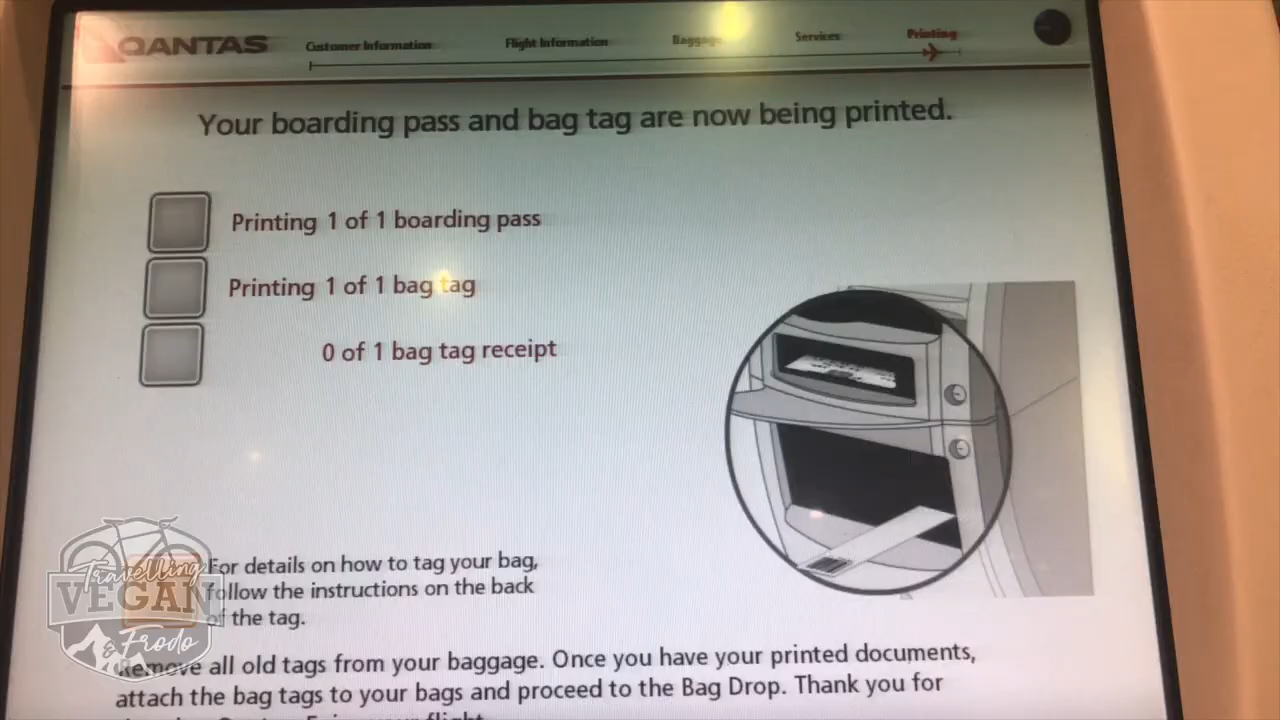 QANTAS
Customer Information
Flight Information
Baggage
Services
Printing
Your boarding pass and bag tag are now being printed.
Printing 1 of 1 boarding pass
Printing 1 of 1 bag tag
0 of 1 bag tag receipt
For details on how to tag your bag,
follow the instructions on the back
of the tag.
Remove all old tags from your baggage. Once you have your printed documents,
attach the bag tags to your bags and proceed to the Bag Drop. Thank you for
flight
Travelling
VEGAN
& Frodo